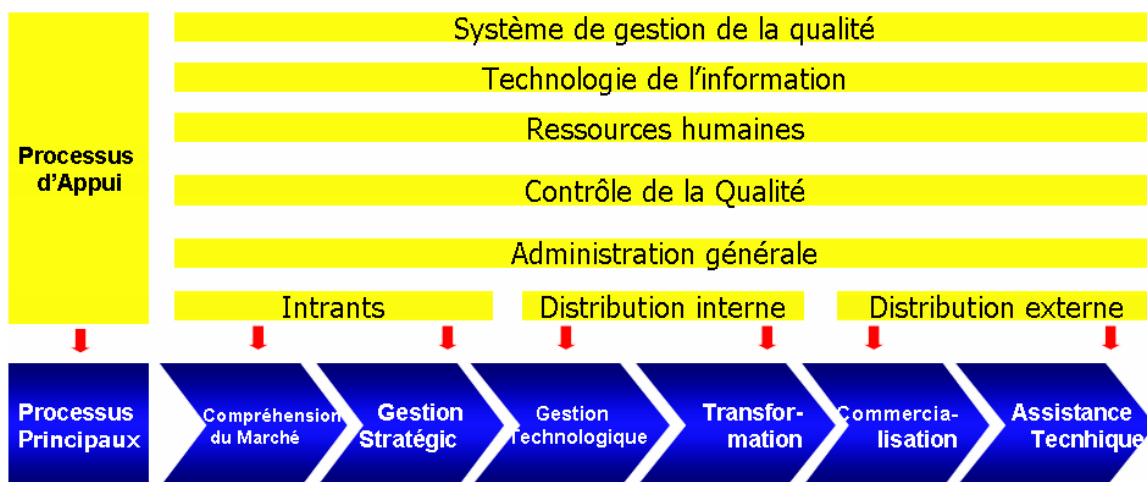 Système de gestion de la qualité
Technologie de l'information
Ressources humaines
Processus
d'Appui
Contrôle de la Qualité
Administration générale
Intrants
Distribution interne
Distribution externe
Processus
Principaux
Compréhension
du Marché
Gestion
Stratégic
Gestion
Technologique
Transfor-
mation
Commercia-
lisation
Assistance
Tecnhique